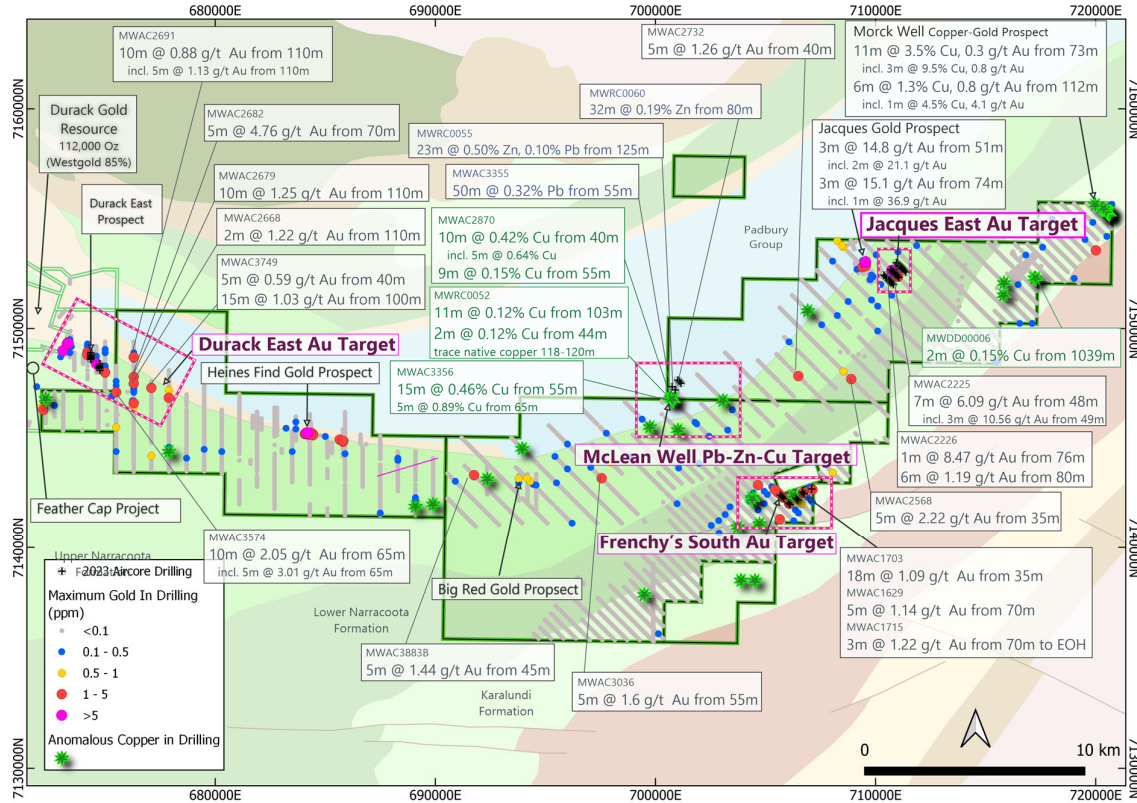 680000E
690000E
700000E
710000E
720000E
7160000N
7150000N
7140000N
7130000N
7160000N
7150000N
7140000N
7130000N
MWAC2691
10m @ 0.88 g/t Au from 110m
incl. 5m @ 1.13 g/t Au from 110m
MWAC2732
5m @ 1.26 g/t Au from 40m
Morck Well Copper-Gold Prospect
11m @ 3.5% Cu, 0.3 g/t Au from 73m
incl. 3m @ 9.5% Cu, 0.8 g/t Au
6m @ 1.3% Cu, 0.8 g/t Au from 112m
incl. 1m @ 4.5% Cu, 4.1 g/t Au
Durack Gold
Resource
112,000 Oz
(Westgold 85%)
MWAC2682
5m @ 4.76 g/t Au from 70m
MWRC0060
32m @ 0.19% Zn from 80m
MWRC0055
23m @ 0.50% Zn, 0.10% Pb from 125m
Jacques Gold Prospect
3m @ 14.8 g/t Au from 51m
incl. 2m @ 21.1 g/t Au
3m @ 15.1 g/t Au from 74m
incl. 1m @ 36.9 g/t Au
MWAC2679
10m @ 1.25 g/t Au from 110m
MWAC3355
50m @ 0.32% Pb from 55m
Durack East
Prospect
MWAC2668
2m @ 1.22 g/t Au from 110m
MWAC2870
10m @ 0.42% Cu from 40m
incl. 5m @ 0.64% Cu
9m @ 0.15% Cu from 55m
Padbury
Group
Jacques East Au Target
MWAC3749
5m @ 0.59 g/t Au from 40m
15m @ 1.03 g/t Au from 100m
MWRC0052
11m @ 0.12% Cu from 103m
2m @ 0.12% Cu from 44m
trace native copper 118-120m
Durack East Au Target
Heines Find Gold Prospect
MWAC3356
15m @ 0.46% Cu from 55m
5m @ 0.89% Cu from 65m
MWDD00006
2m @ 0.15% Cu from 1039m
MWAC2225
7m @ 6.09 g/t Au from 48m
incl. 3m @ 10.56 g/t Au from 49m
McLean Well Pb-Zn-Cu Target
MWAC2226
1m @ 8.47 g/t Au from 76m
6m @ 1.19 g/t Au from 80m
MWAC2568
5m @ 2.22 g/t Au from 35m
Feather Cap Project
Frenchy's South Au Target
MWAC3574
10m @ 2.05 g/t Au from 65m
incl. 5m @ 3.01 g/t Au from 65m
Upper Narracoota
Formation
Big Red Gold Propsect
MWAC1703
18m @ 1.09 g/t Au from 35m
MWAC1629
5m @ 1.14 g/t Au from 70m
MWAC1715
3m @ 1.22 g/t Au from 70m to EOH
2023 Aircore Drilling
Maximum Gold In Drilling
(ppm)
<0.1
0.1 - 0.5
0.5 - 1
1 - 5
>5
Anomalous Copper in Drilling
Lower Narracoota
Formation
MWAC3883B
5m @ 1.44 g/t Au from 45m
MWAC3036
5m @ 1.6 g/t Au from 55m
Karalundi
Formation
0
10 km
680000E
690000E
700000E
710000E
720000E